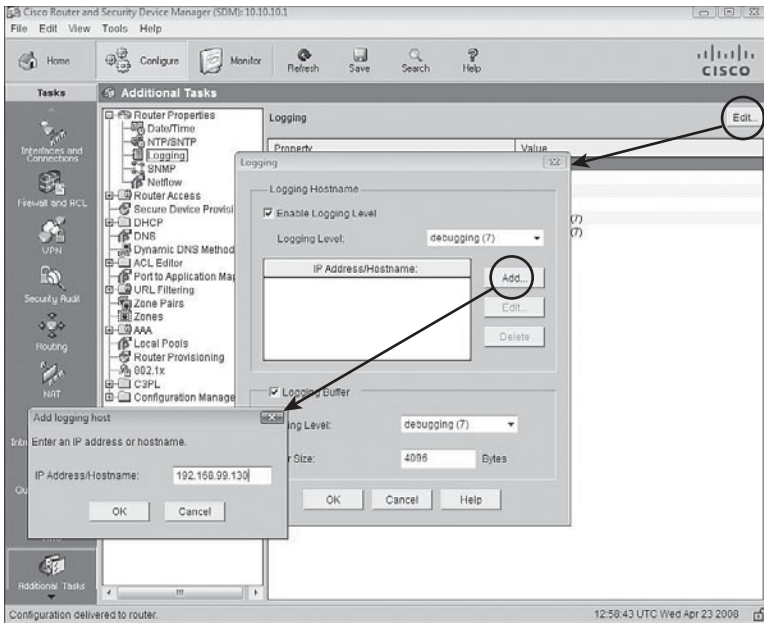 Cisco Router and Security Device Manager (SDM): 10.10.10.1
File Edit View Tools Help
Home Configure Monitor Refresh Save Search Help
CISCO
Tasks
Additional Tasks
Interfaces and Connections
Firewall and ACL
VPN
Security Audit
Routing
NAT
Additional Tasks
Router Properties
Date/Time
NTP/SNTP
Logging
SNMP
Netflow
Router Access
Secure Device Provisi
DHCP
DNS
Dynamic DNS Method
ACL Editor
Port to Application Map
URL Filtering
Zone Pairs
Zones
AAA
Local Pools
Router Provisioning
802.1x
C3PL
Configuration Manage
Logging
Edit...
Property Value
(7)
(7)
Logging
Logging Hostname
Enable Logging Level
Logging Level: debugging (7)
IP Address/Hostname:
Add...
Edit...
Delete
Logging Buffer
ng Level: debugging (7)
r Size: 4096 Bytes
OK Cancel Help
Add logging host
Enter an IP address or hostname.
IP Address/Hostname: 192.168.99.130
OK Cancel
Configuration delivered to router.
12:58:43 UTC Wed Apr 23 2008